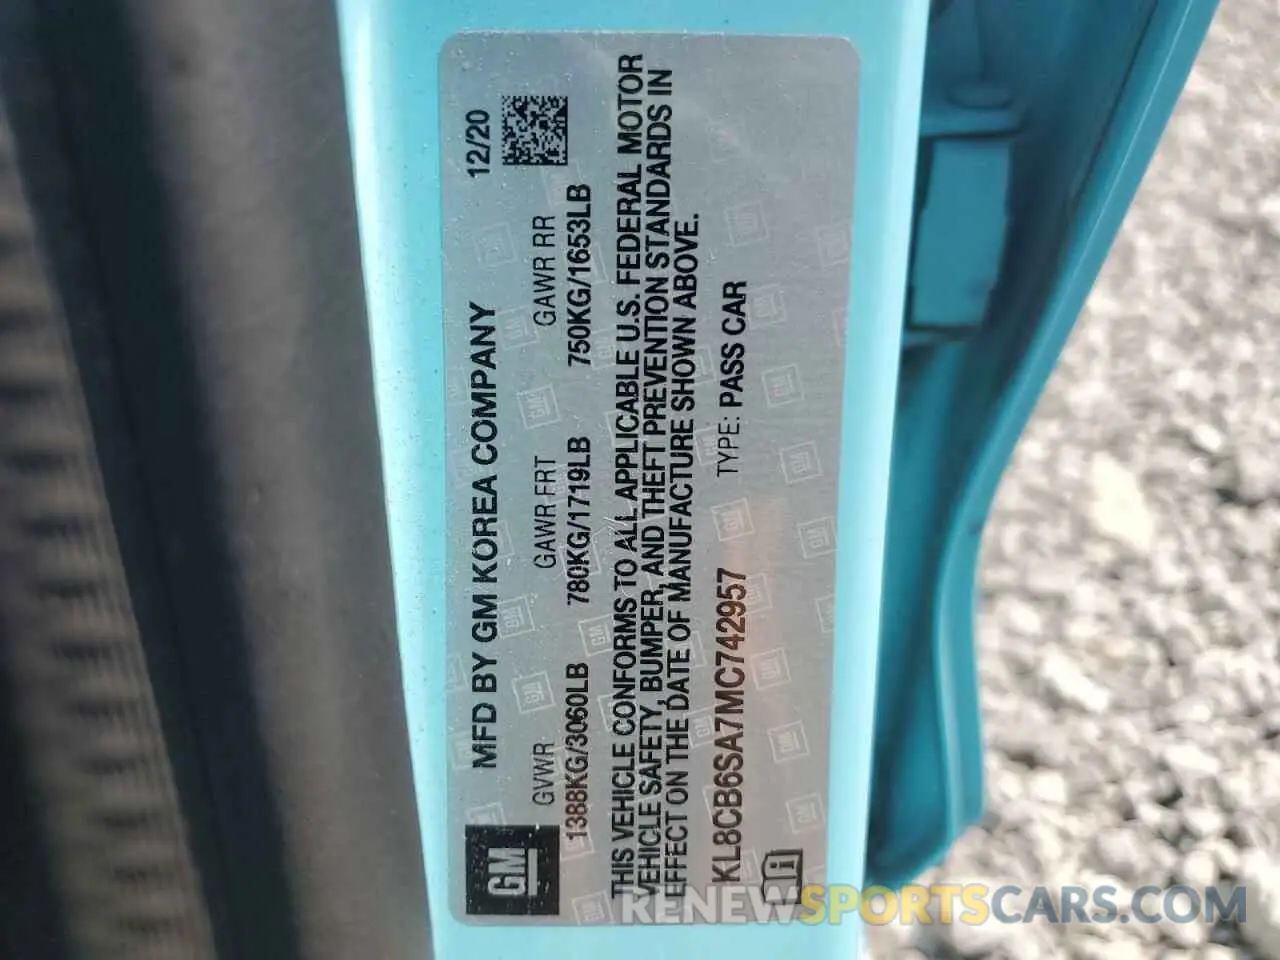 GM
MFD BY GM KOREA COMPANY 12/20
GVWR GAWR FRT GAWR RR
1388KG/3060LB 780KG/1719LB 750KG/1653LB
THIS VEHICLE CONFORMS TO ALL APPLICABLE U.S. FEDERAL MOTOR
VEHICLE SAFETY, BUMPER, AND THEFT PREVENTION STANDARDS IN
EFFECT ON THE DATE OF MANUFACTURE SHOWN ABOVE.
KL8CB6SA7MC742957 TYPE: PASS CAR
RENEWSPORTSCARS.COM